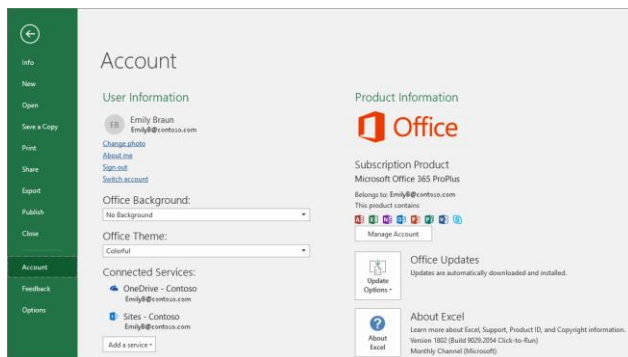 Info
New
Open
Save a Copy
Print
Share
Export
Publish
Close
Account
Feedback
Options
Account
User Information
EB
Emily Braun
EmilyB@contoso.com
Change photo
About me
Sign out
Switch account
Office Background:
No Background
Office Theme:
Colorful
Connected Services:
OneDrive - Contoso
EmilyB@contoso.com
Sites - Contoso
EmilyB@contoso.com
Add a service
Product Information
Office
Subscription Product
Microsoft Office 365 ProPlus
Belongs to: EmilyB@contoso.com
This product contains
Manage Account
Update
Options
Office Updates
Updates are automatically downloaded and installed.
About
Excel
About Excel
Learn more about Excel, Support, Product ID, and Copyright information.
Version 1802 (Build 9029.2054 Click-to-Run)
Monthly Channel (Microsoft)